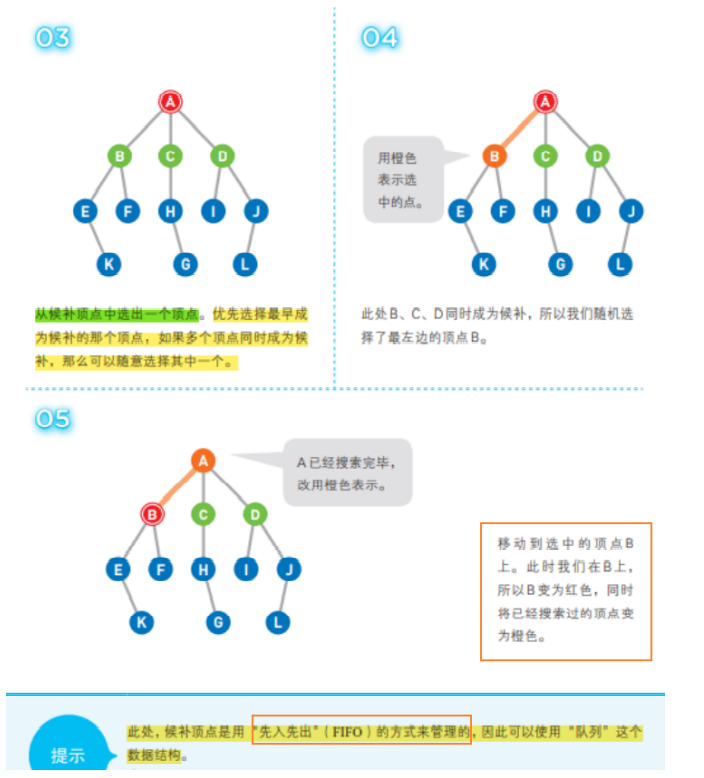 03
A
B C D
E F H I J
K G L
从候补顶点中选出一个顶点。优先选择最早成
为候补的那个顶点，如果多个顶点同时成为候
补，那么可以随意选择其中一个。
04
A
用橙色
表示选
中的点。
B C D
E F H I J
K G L
此处B、C、D同时成为候补，所以我们随机选
择了最左边的顶点B。
05
A
A已经搜索完毕，
改用橙色表示。
B C D
E F H I J
K G L
移动到选中的顶点B
上。此时我们在B上，
所以B变为红色，同时
将已经搜索过的顶点变
为橙色。
提示
此处，候补顶点是用“先入先出”（FIFO）的方式来管理的，因此可以使用“队列”这个
数据结构。